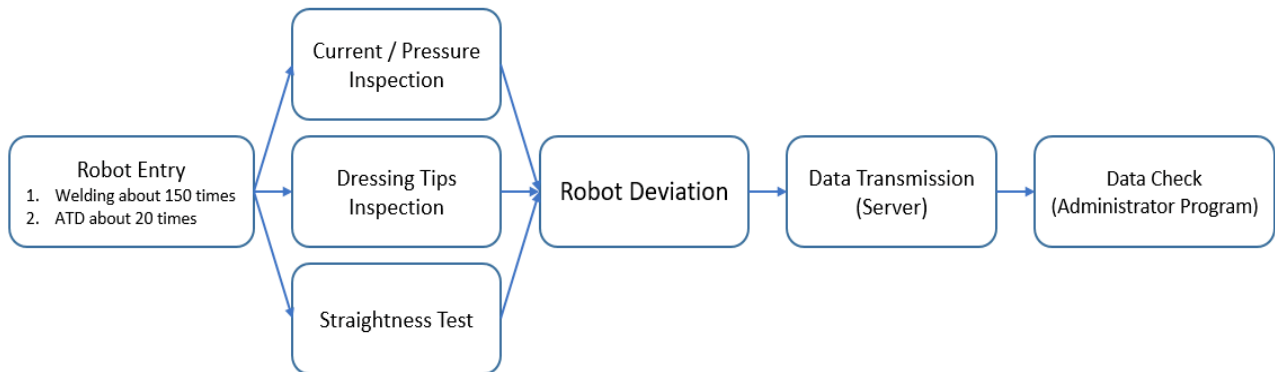 Robot Entry
1. Welding about 150 times
2. ATD about 20 times
Current / Pressure
Inspection
Dressing Tips
Inspection
Straightness Test
Robot Deviation
Data Transmission
(Server)
Data Check
(Administrator Program)